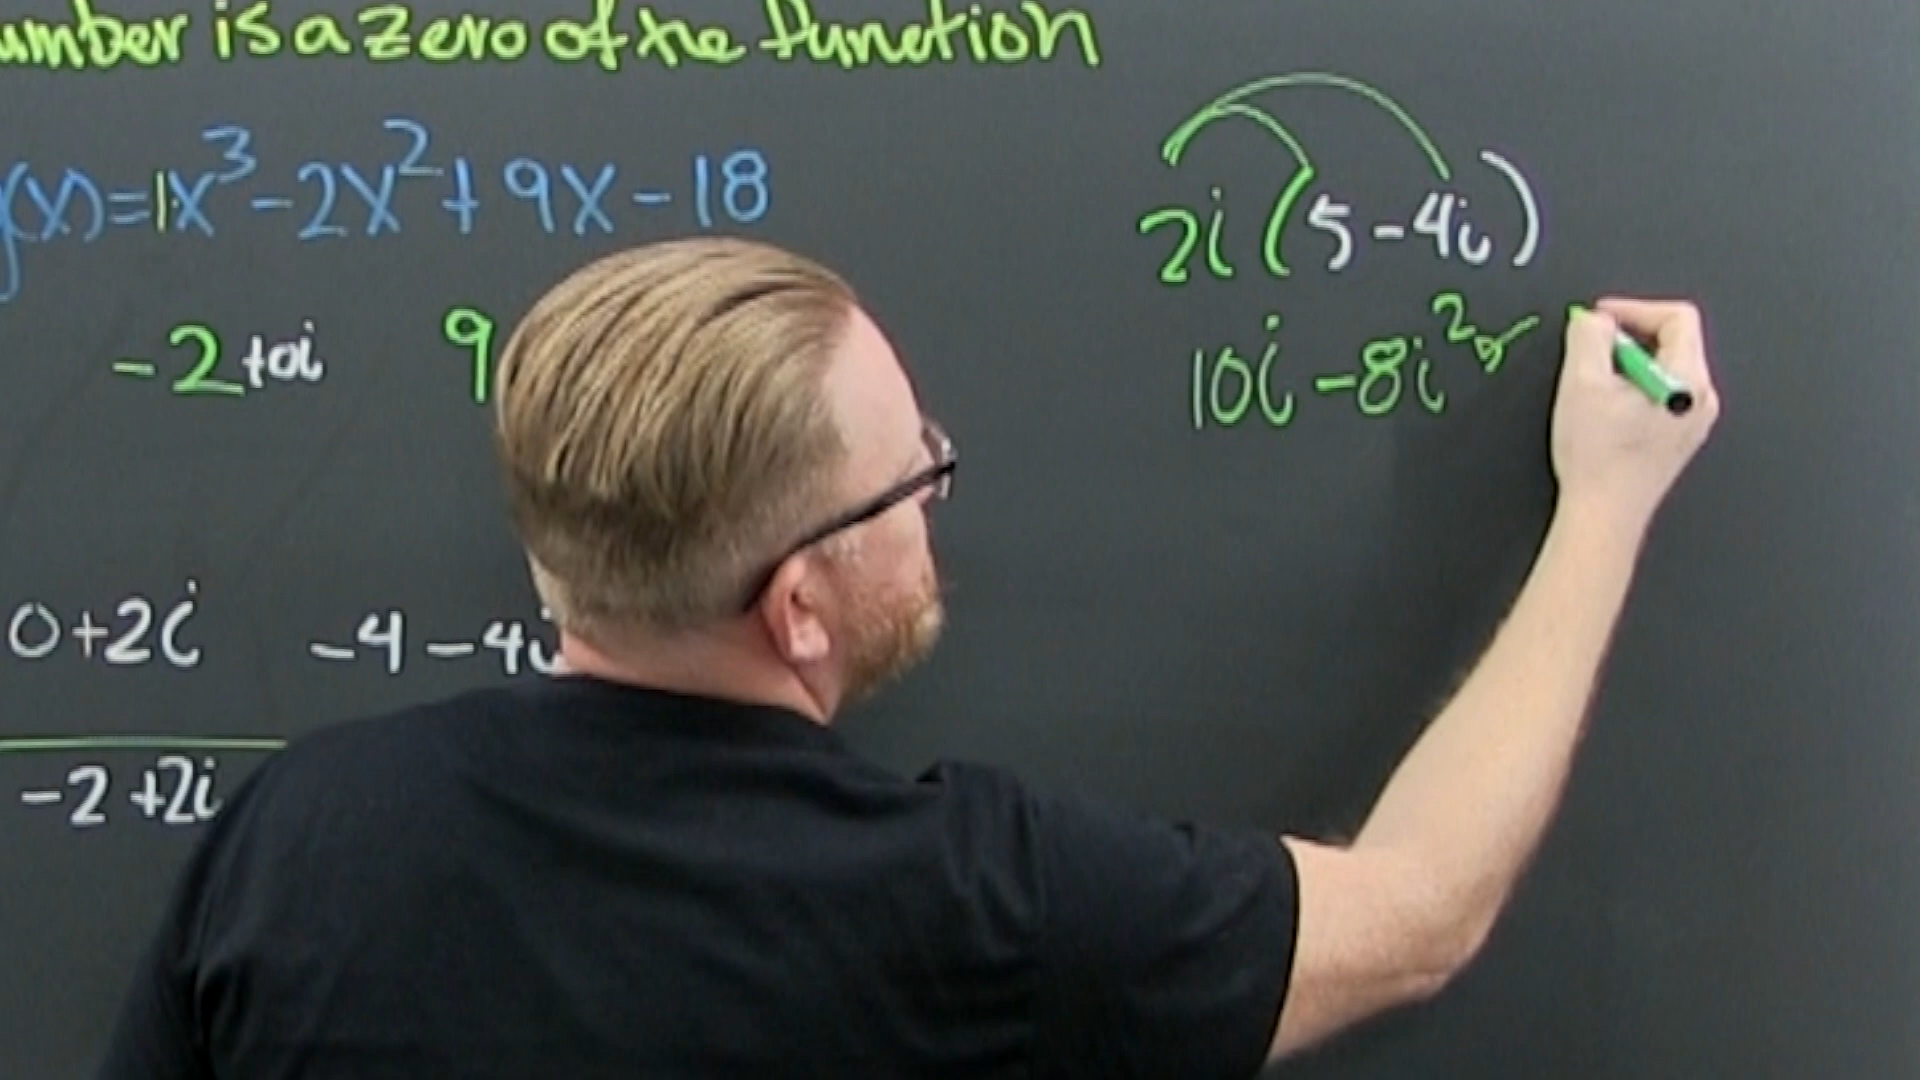 umber is a zero of the function
g(x)=1x³-2x²+9x-18
2i(5-4i)
10i-8i²
-2+0i 9
0+2i -4-4i
-2+2i